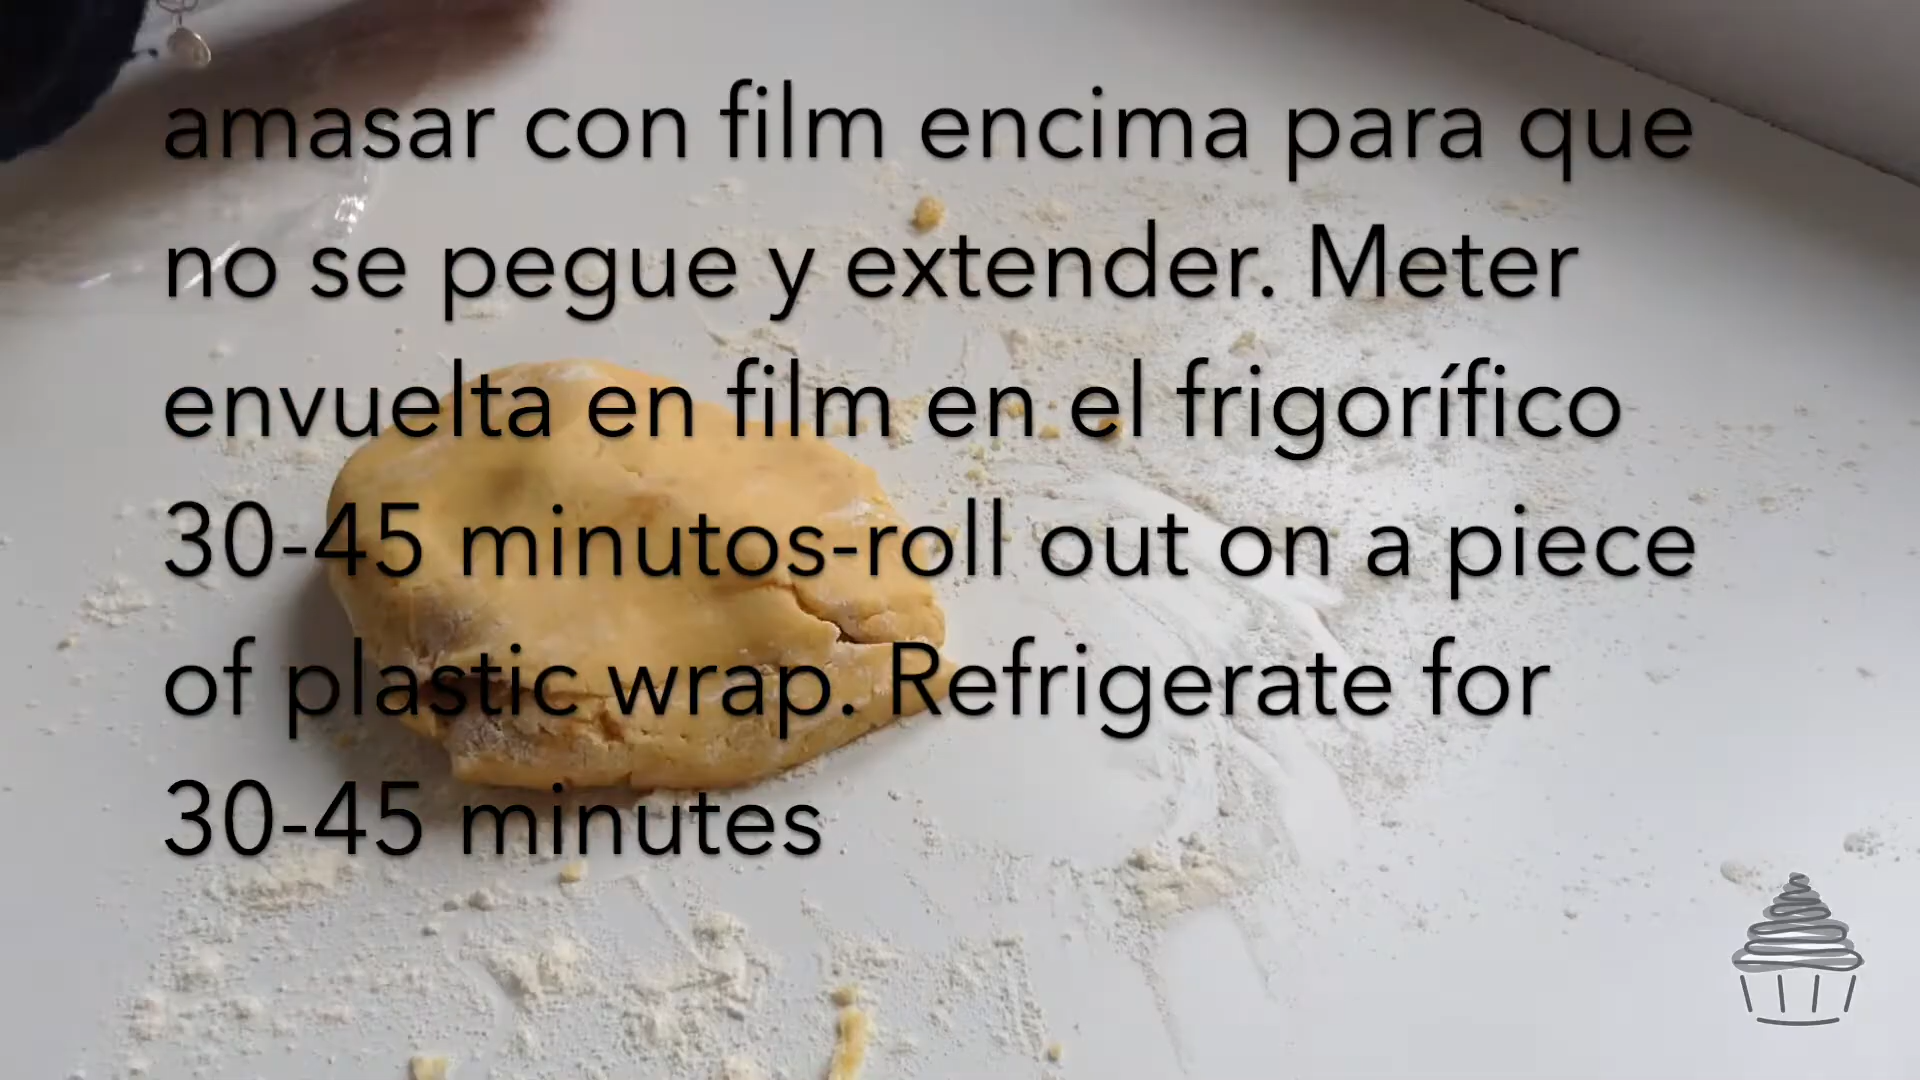 amasar con film encima para que
no se pegue y extender. Meter
envuelta en film en el frigorífico
30-45 minutos-roll out on a piece
of plastic wrap. Refrigerate for
30-45 minutes